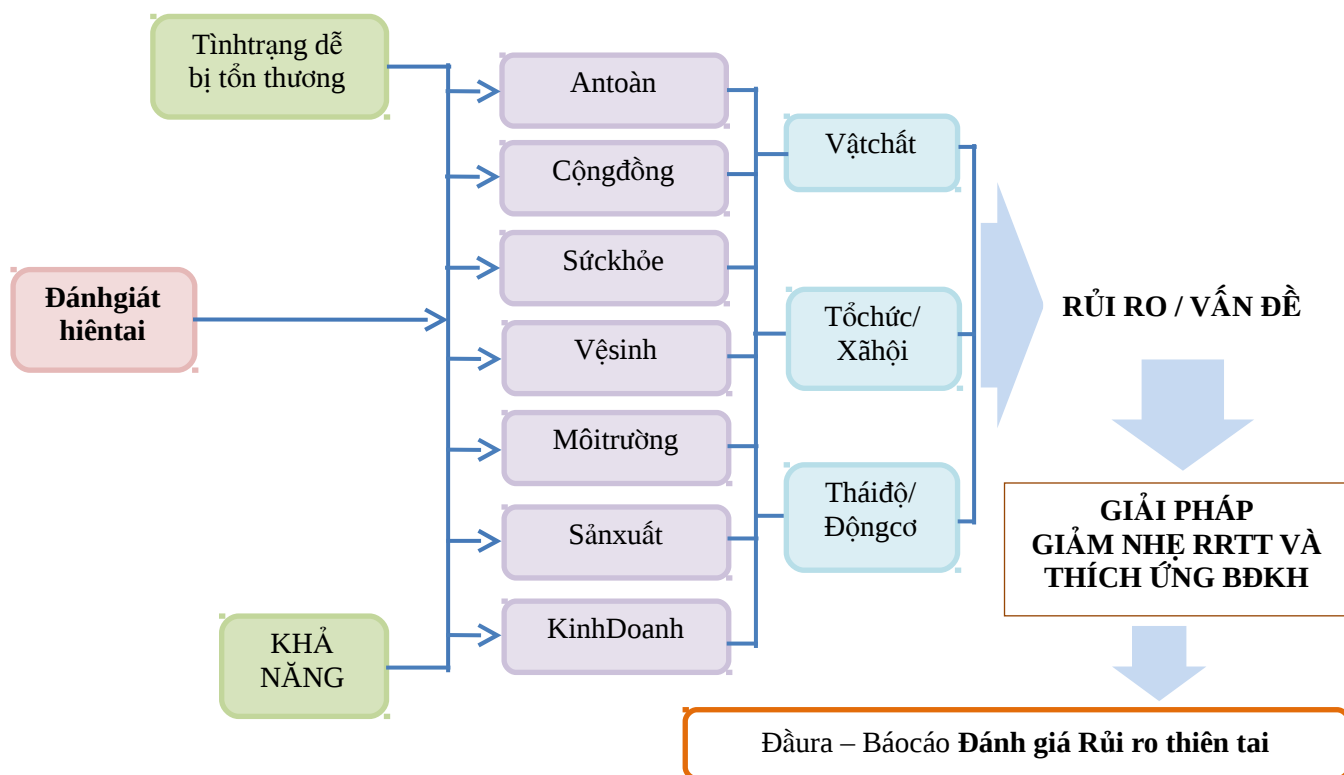 Tìnhtrạng dễ
bị tổn thương
Đánhgiát
hiêntai
KHẢ
NĂNG
Antoàn
Cộngđồng
Sứckhỏe
Vệsinh
Môitrường
Sảnxuất
KinhDoanh
Vậtchất
Tổchức/
Xãhội
Tháiđộ/
Độngcơ
RỦI RO / VẤN ĐỀ
GIẢI PHÁP
GIẢM NHẸ RRTT VÀ
THÍCH ỨNG BĐKH
Đầura – Báocáo Đánh giá Rủi ro thiên tai